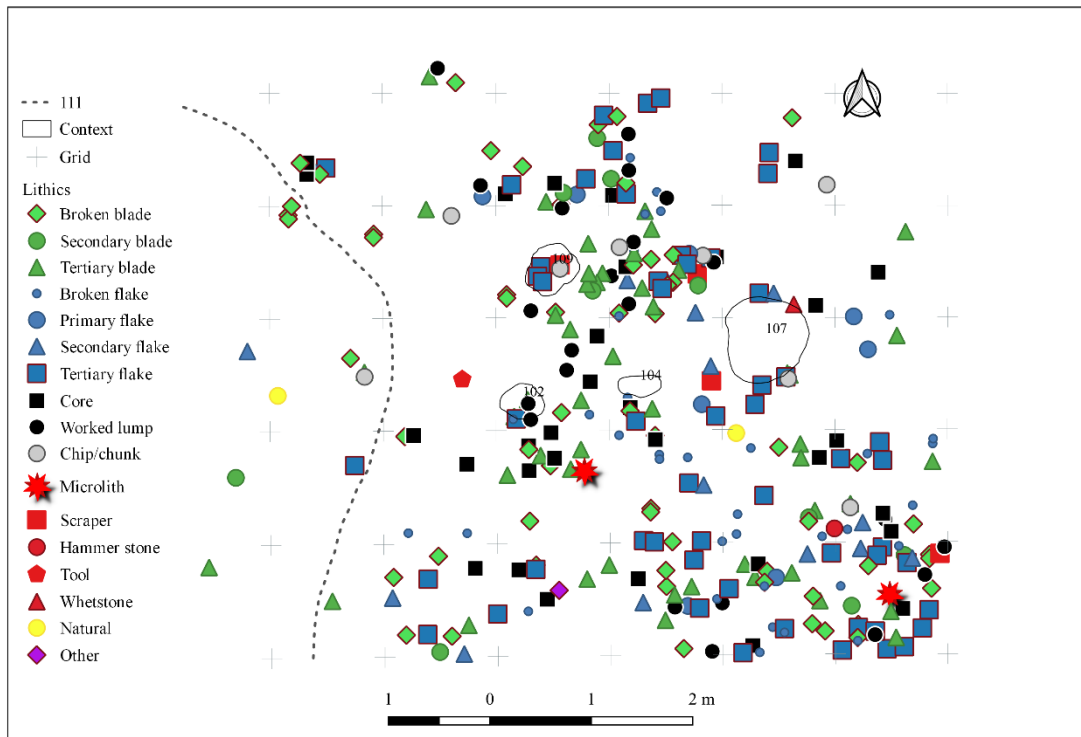 111
Context
Grid
Lithics
Broken blade
Secondary blade
Tertiary blade
Broken flake
Primary flake
Secondary flake
Tertiary flake
Core
Worked lump
Chip/chunk
Microlith
Scraper
Hammer stone
Tool
Whetstone
Natural
Other
109
107
104
102
1 0 1 2 m